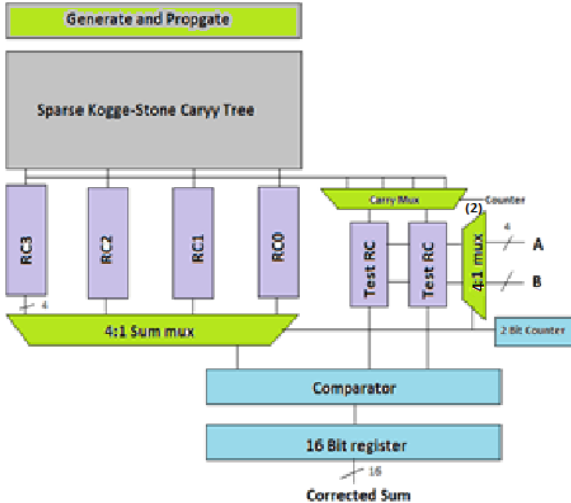 Generate and Propgate
Sparse Kogge-Stone Caryy Tree
Carry Mux
Counter
(2)
RC3
RC2
RC1
RC0
Test RC
Test RC
4:1 mux
4
A
B
4
4:1 Sum mux
2 Bit Counter
Comparator
16 Bit register
16
Corrected Sum